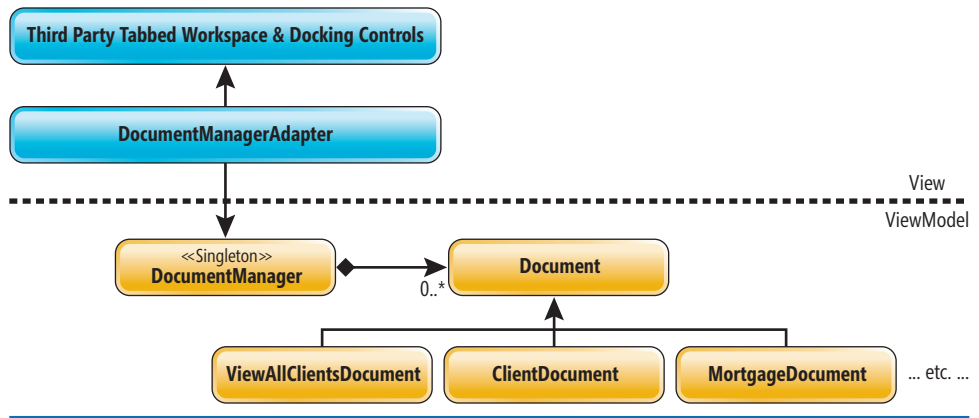 Third Party Tabbed Workspace & Docking Controls
DocumentManagerAdapter
View
ViewModel
<<Singleton>>
DocumentManager
0..*
Document
ViewAllClientsDocument
ClientDocument
MortgageDocument
... etc. ...